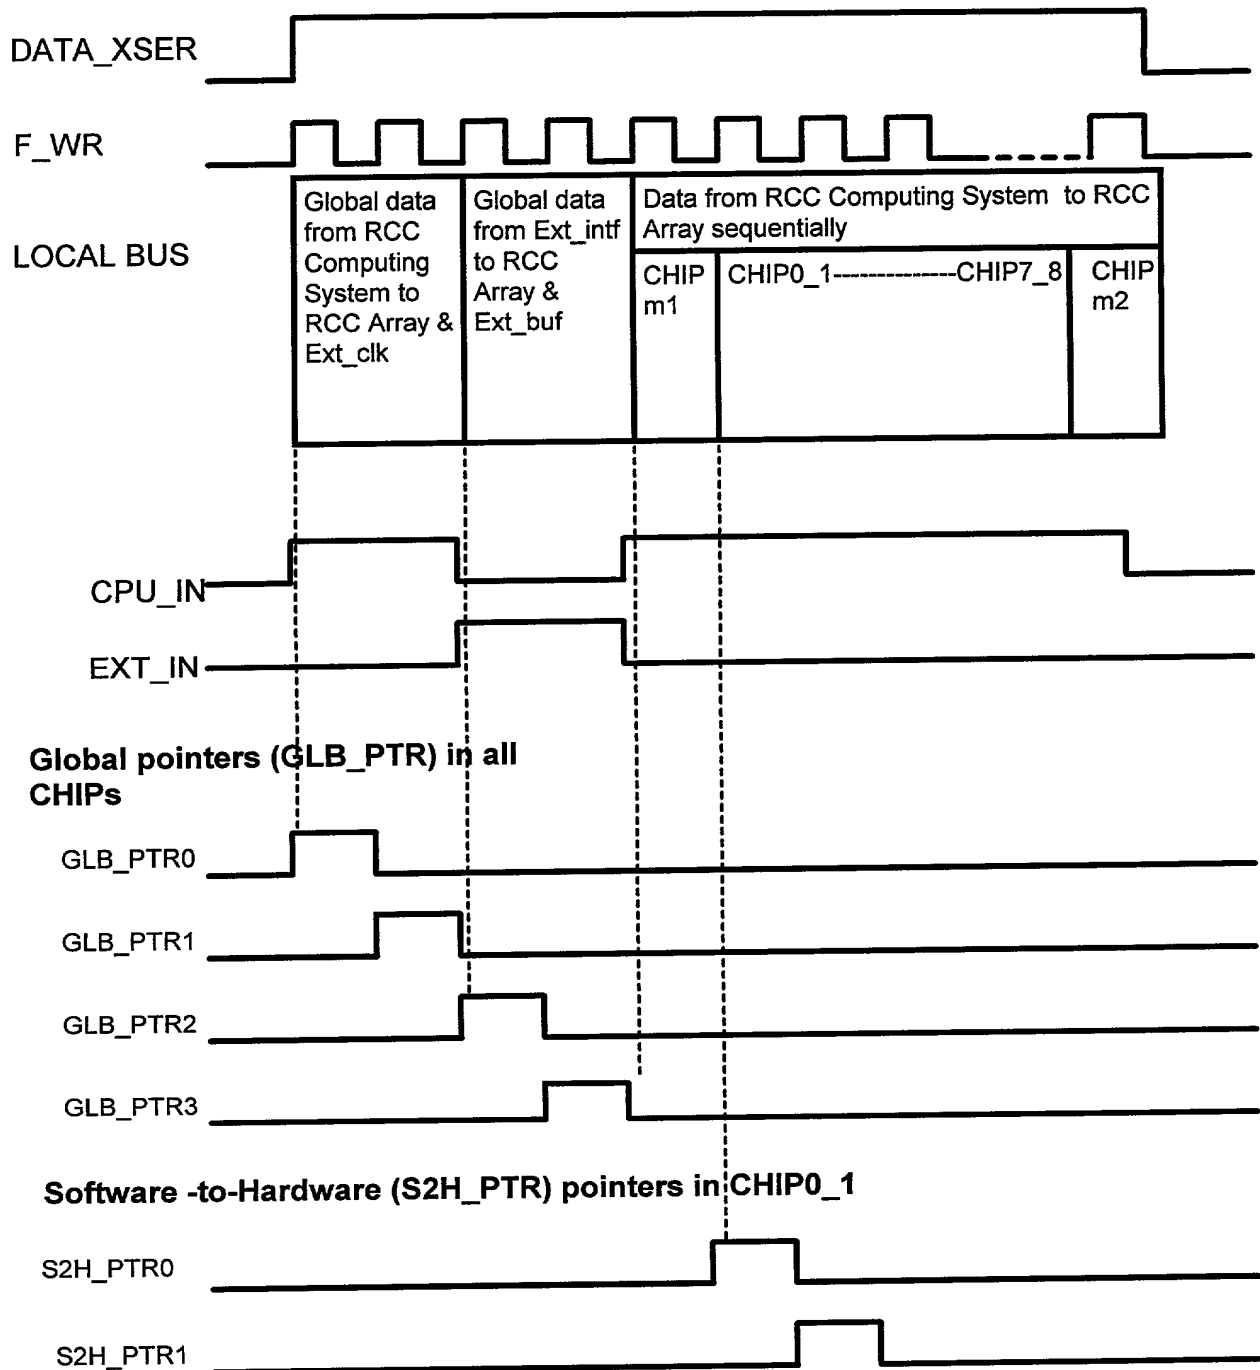 DATA_XSER
F_WR
LOCAL BUS
Global data
from RCC
Computing
System to
RCC Array &
Ext_clk
Global data
from Ext_intf
to RCC
Array &
Ext_buf
Data from RCC Computing System to RCC
Array sequentially
CHIP
m1
CHIP0_1--------------CHIP7_8
CHIP
m2
CPU_IN
EXT_IN
Global pointers (GLB_PTR) in all
CHIPs
GLB_PTR0
GLB_PTR1
GLB_PTR2
GLB_PTR3
Software -to-Hardware (S2H_PTR) pointers in CHIP0_1
S2H_PTR0
S2H_PTR1